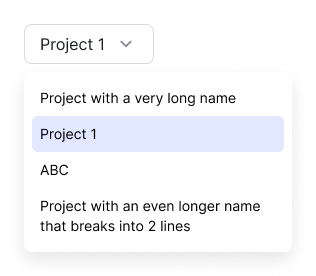 Project 1
Project with a very long name
Project 1
ABC
Project with an even longer name
that breaks into 2 lines